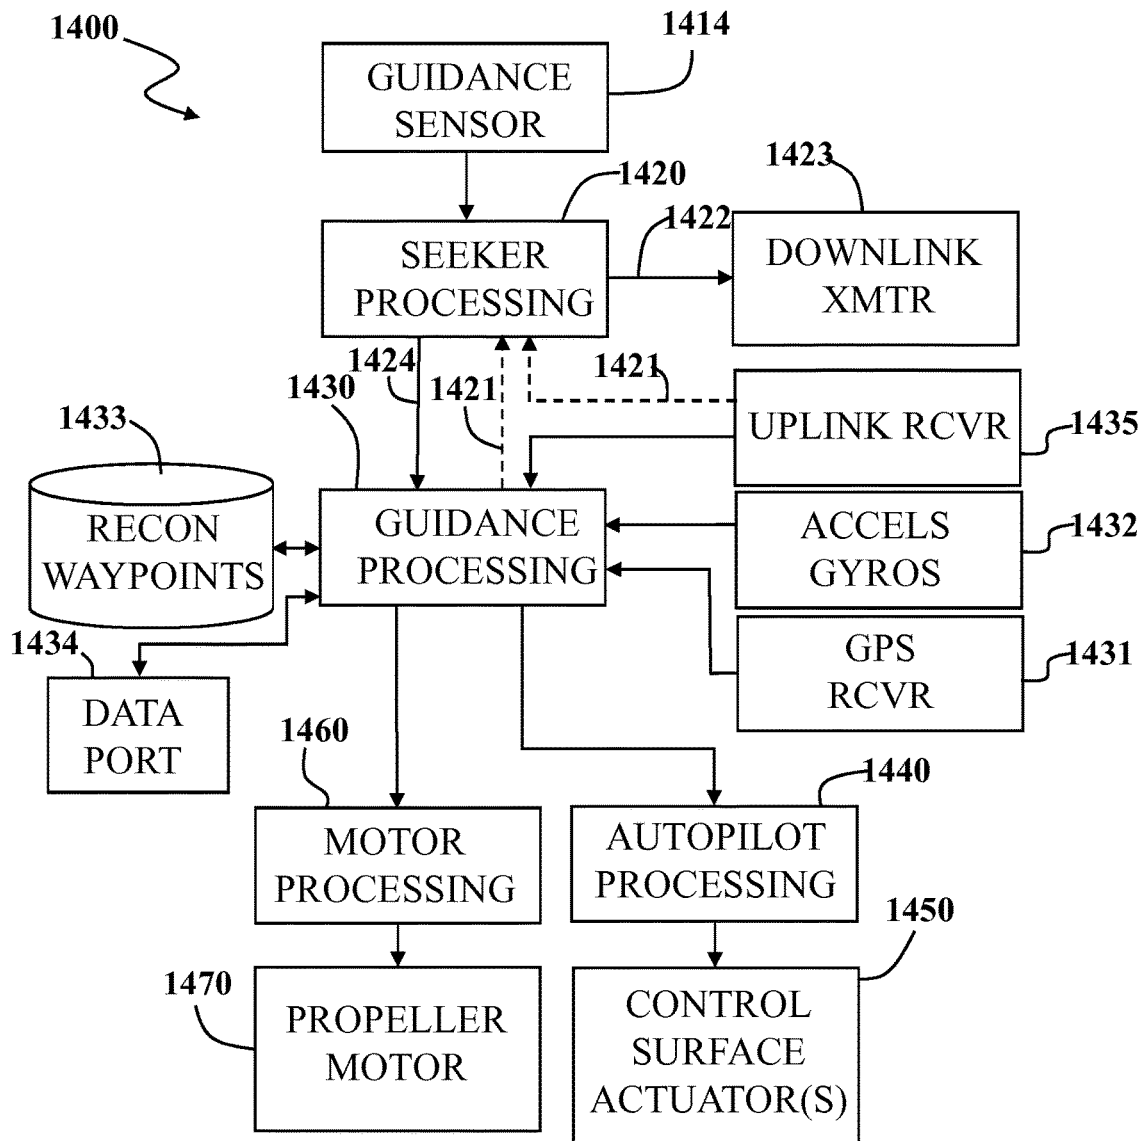 1400
1414
GUIDANCE
SENSOR
1420
1423
1422
SEEKER
PROCESSING
DOWNLINK
XMTR
1424
1421
1421
1430
1433
UPLINK RCVR
1435
RECON
WAYPOINTS
GUIDANCE
PROCESSING
ACCELS
GYROS
1432
1434
DATA
PORT
GPS
RCVR
1431
1460
1440
MOTOR
PROCESSING
AUTOPILOT
PROCESSING
1450
1470
PROPELLER
MOTOR
CONTROL
SURFACE
ACTUATOR(S)